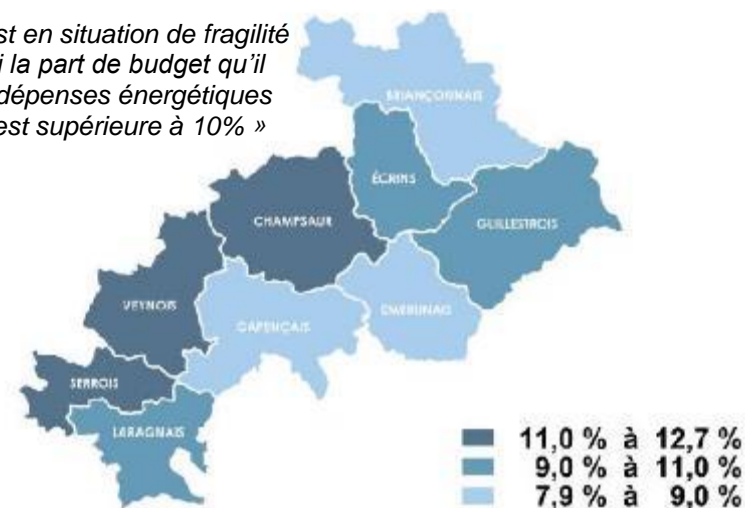 st en situation de fragilité
i la part de budget qu'il
dépenses énergétiques
est supérieure à 10% »
BRIANÇONNAIS
ÉCRINS
CHAMPSAUR
GUILLESTROIS
VEYNOIS
GAPENÇAIS
EMBRUNAIS
SERROIS
LARAGNAIS
11,0 % à 12,7 %
9,0 % à 11,0 %
7,9 % à 9,0 %